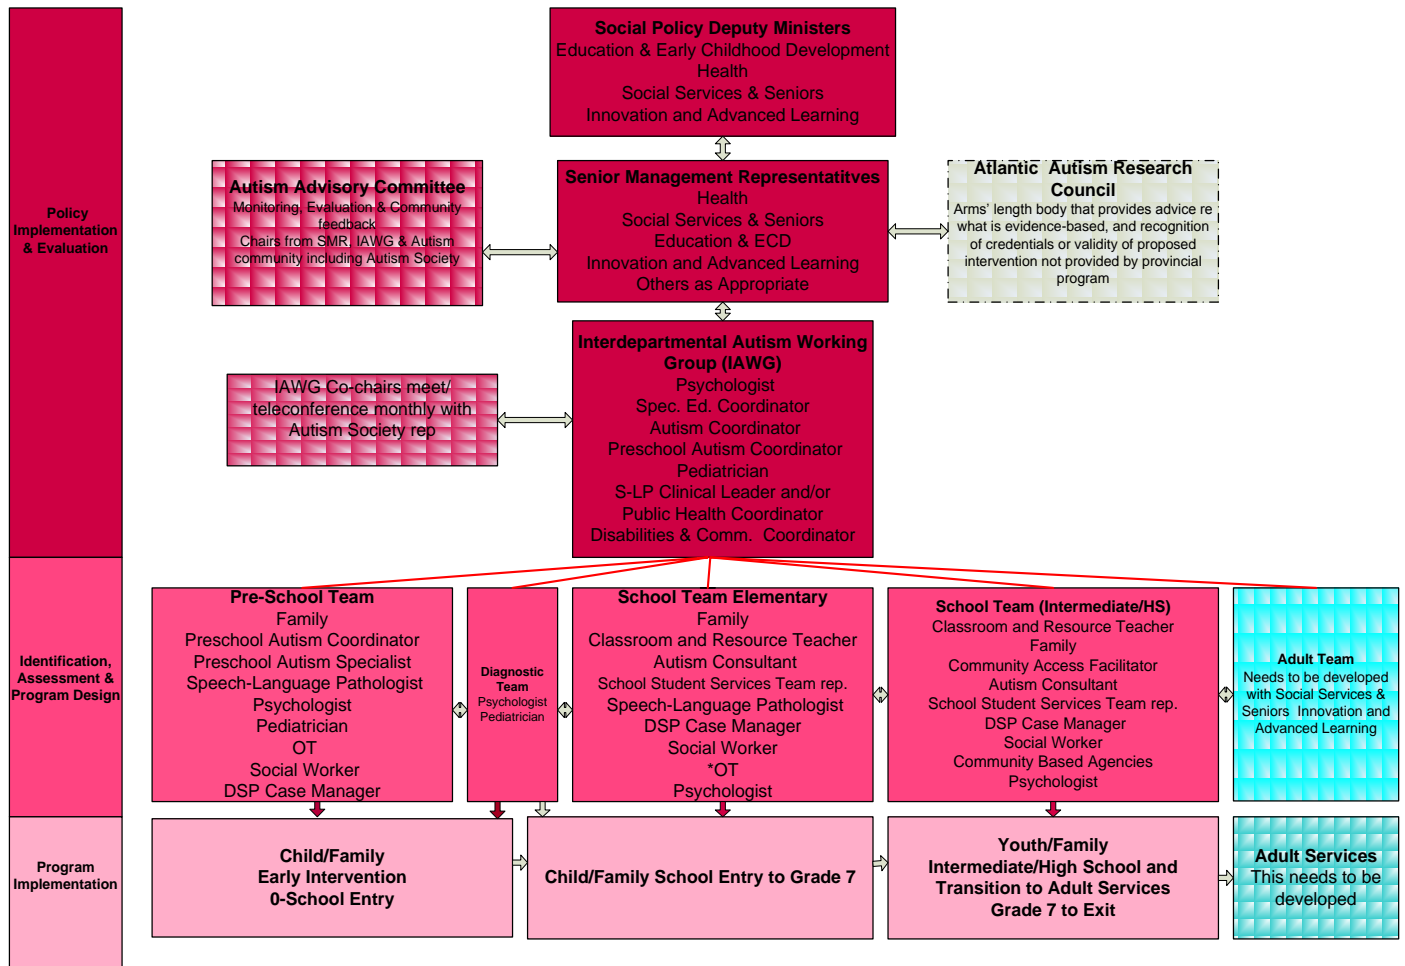 Social Policy Deputy Ministers
Education & Early Childhood Development
Health
Social Services & Seniors
Innovation and Advanced Learning
Policy
Implementation
& Evaluation
Autism Advisory Committee
Monitoring, Evaluation & Community
feedback
Chairs from SMR, IAWG & Autism
community including Autism Society
Senior Management Representatitves
Health
Social Services & Seniors
Education & ECD
Innovation and Advanced Learning
Others as Appropriate
Atlantic Autism Research
Council
Arms' length body that provides advice re
what is evidence-based, and recognition
of credentials or validity of proposed
intervention not provided by provincial
program
IAWG Co-chairs meet/
teleconference monthly with
Autism Society rep
Interdepartmental Autism Working
Group (IAWG)
Psychologist
Spec. Ed. Coordinator
Autism Coordinator
Preschool Autism Coordinator
Pediatrician
S-LP Clinical Leader and/or
Public Health Coordinator
Disabilities & Comm. Coordinator
Identification,
Assessment &
Program Design
Pre-School Team
Family
Preschool Autism Coordinator
Preschool Autism Specialist
Speech-Language Pathologist
Psychologist
Pediatrician
OT
Social Worker
DSP Case Manager
Diagnostic
Team
Psychologist
Pediatrician
School Team Elementary
Family
Classroom and Resource Teacher
Autism Consultant
School Student Services Team rep.
Speech-Language Pathologist
DSP Case Manager
Social Worker
*OT
Psychologist
School Team (Intermediate/HS)
Classroom and Resource Teacher
Family
Community Access Facilitator
Autism Consultant
School Student Services Team rep.
DSP Case Manager
Social Worker
Community Based Agencies
Psychologist
Adult Team
Needs to be developed
with Social Services &
Seniors Innovation and
Advanced Learning
Program
Implementation
Child/Family
Early Intervention
0-School Entry
Child/Family School Entry to Grade 7
Youth/Family
Intermediate/High School and
Transition to Adult Services
Grade 7 to Exit
Adult Services
This needs to be
developed